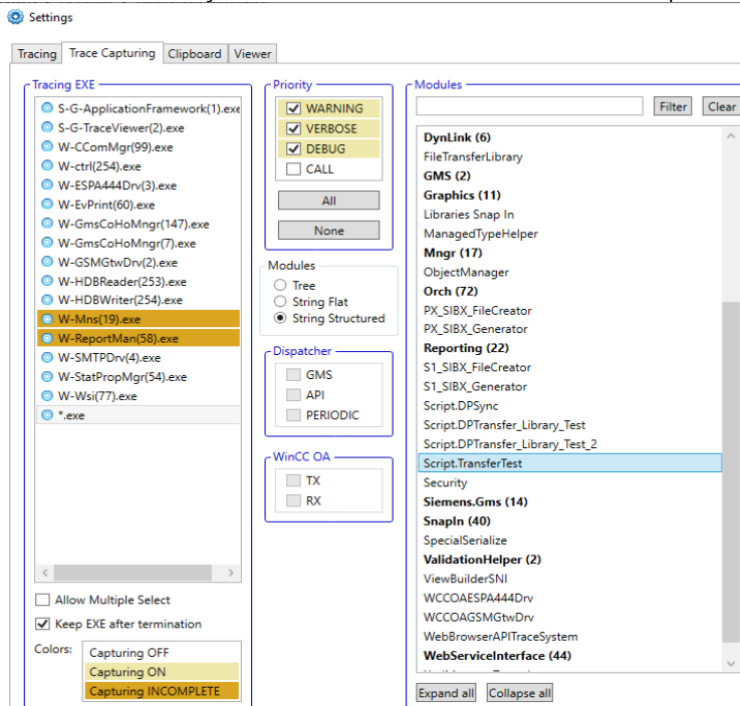 Settings
Tracing
Trace Capturing
Clipboard
Viewer
Tracing EXE
S-G-ApplicationFramework(1).exe
S-G-TraceViewer(2).exe
W-CComMgr(99).exe
W-ctrl(254).exe
W-ESPA444Drv(3).exe
W-EvPrint(60).exe
W-GmsCoHoMngr(147).exe
W-GmsCoHoMngr(7).exe
W-GSMGtwDrv(2).exe
W-HDBReader(253).exe
W-HDBWriter(254).exe
W-Mns(19).exe
W-ReportMan(58).exe
W-SMTPDrv(4).exe
W-StatPropMgr(54).exe
W-Wsi(77).exe
*.exe
Allow Multiple Select
Keep EXE after termination
Colors:
Capturing OFF
Capturing ON
Capturing INCOMPLETE
Priority
WARNING
VERBOSE
DEBUG
CALL
All
None
Modules
Tree
String Flat
String Structured
Dispatcher
GMS
API
PERIODIC
WinCC OA
TX
RX
Modules
Filter
Clear
DynLink (6)
FileTransferLibrary
GMS (2)
Graphics (11)
Libraries Snap In
ManagedTypeHelper
Mngr (17)
ObjectManager
Orch (72)
PX_SIBX_FileCreator
PX_SIBX_Generator
Reporting (22)
S1_SIBX_FileCreator
S1_SIBX_Generator
Script.DPSync
Script.DPTransfer_Library_Test
Script.DPTransfer_Library_Test_2
Script.TransferTest
Security
Siemens.Gms (14)
SnapIn (40)
SpecialSerialize
ValidationHelper (2)
ViewBuilderSNI
WCCOAESPA444Drv
WCCOAGSMGtwDrv
WebBrowserAPITraceSystem
WebServiceInterface (44)
Expand all
Collapse all